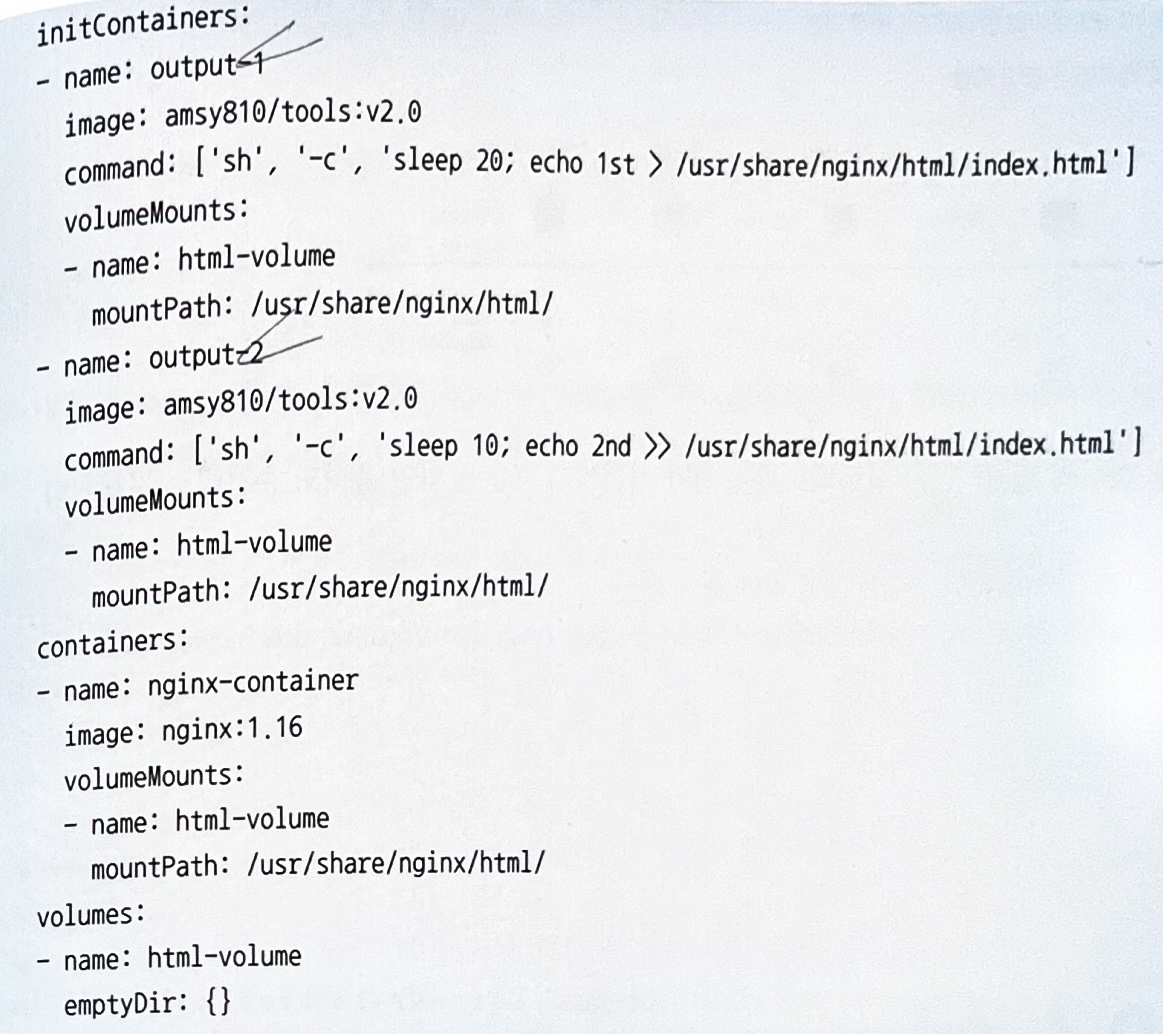 initContainers:
- name: output-1
  image: amsy810/tools:v2.0
  command: ['sh', '-c', 'sleep 20; echo 1st > /usr/share/nginx/html/index.html']
  volumeMounts:
  - name: html-volume
    mountPath: /usr/share/nginx/html/
- name: output-2
  image: amsy810/tools:v2.0
  command: ['sh', '-c', 'sleep 10; echo 2nd >> /usr/share/nginx/html/index.html']
  volumeMounts:
  - name: html-volume
    mountPath: /usr/share/nginx/html/
containers:
- name: nginx-container
  image: nginx:1.16
  volumeMounts:
  - name: html-volume
    mountPath: /usr/share/nginx/html/
volumes:
- name: html-volume
  emptyDir: {}